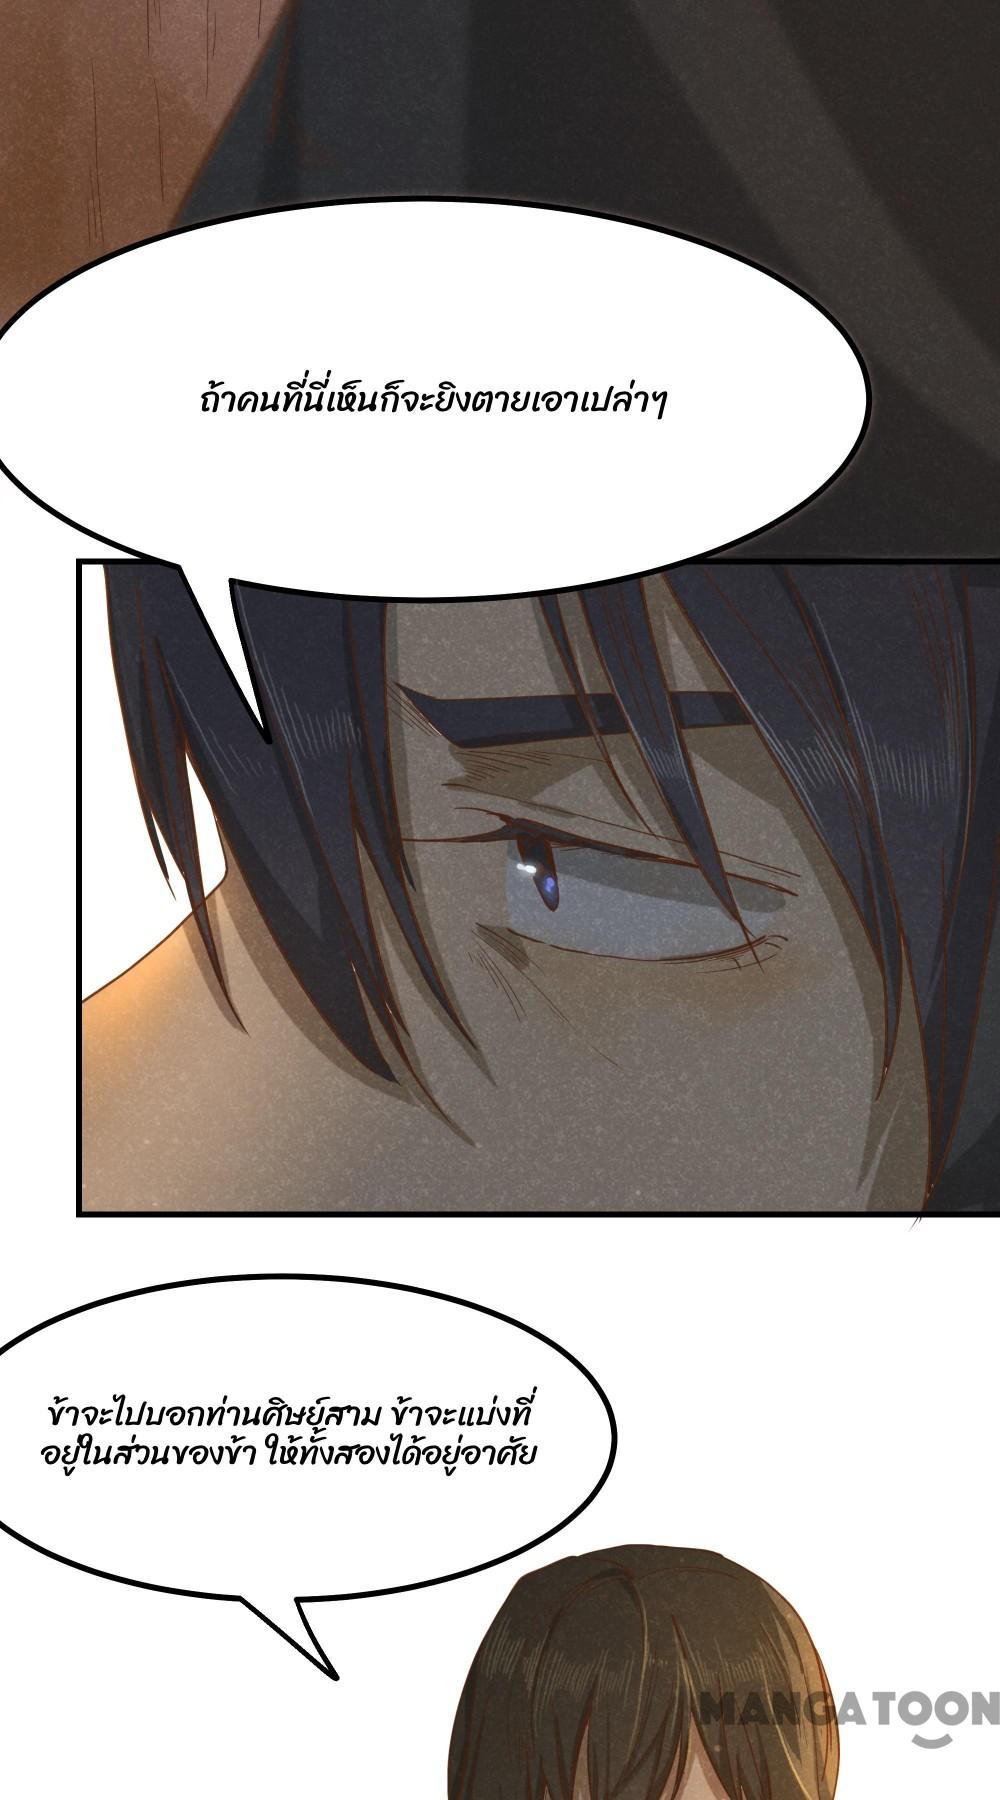 ถ้าคนที่นี่เห็นก็จะยิงตายเอาเปล่าๆ
ข้าจะไปบอกท่านศิษย์สาม ข้าจะแบ่งที่
อยู่ในส่วนของข้า ให้ทั้งสองได้อยู่อาศัย
MANGATOON